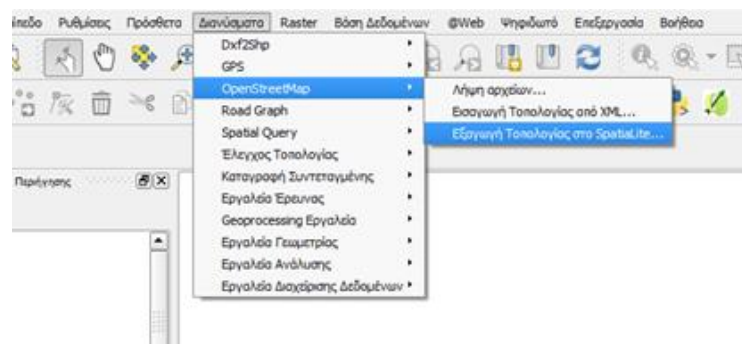 Ρυθμίσεις Πρόσθετα Διανύσματα Raster Βάση Δεδομένων @Web Ψηφιδωτό Επεξεργασία Βοήθεια
Dxf2Shp
GPS
OpenStreetMap
Road Graph
Spatial Query
Έλεγχος Τοπολογίας
Καταγραφή Συντεταγμένης
Εργαλεία Έρευνας
Geoprocessing Εργαλεία
Εργαλεία Γεωμετρίας
Εργαλεία Ανάλυσης
Εργαλεία Διαχείρισης Δεδομένων
Λήψη αρχείων...
Εισαγωγή Τοπολογίας από XML...
Εξαγωγή Τοπολογίας στο SpatiaLite...
Περιήγησης